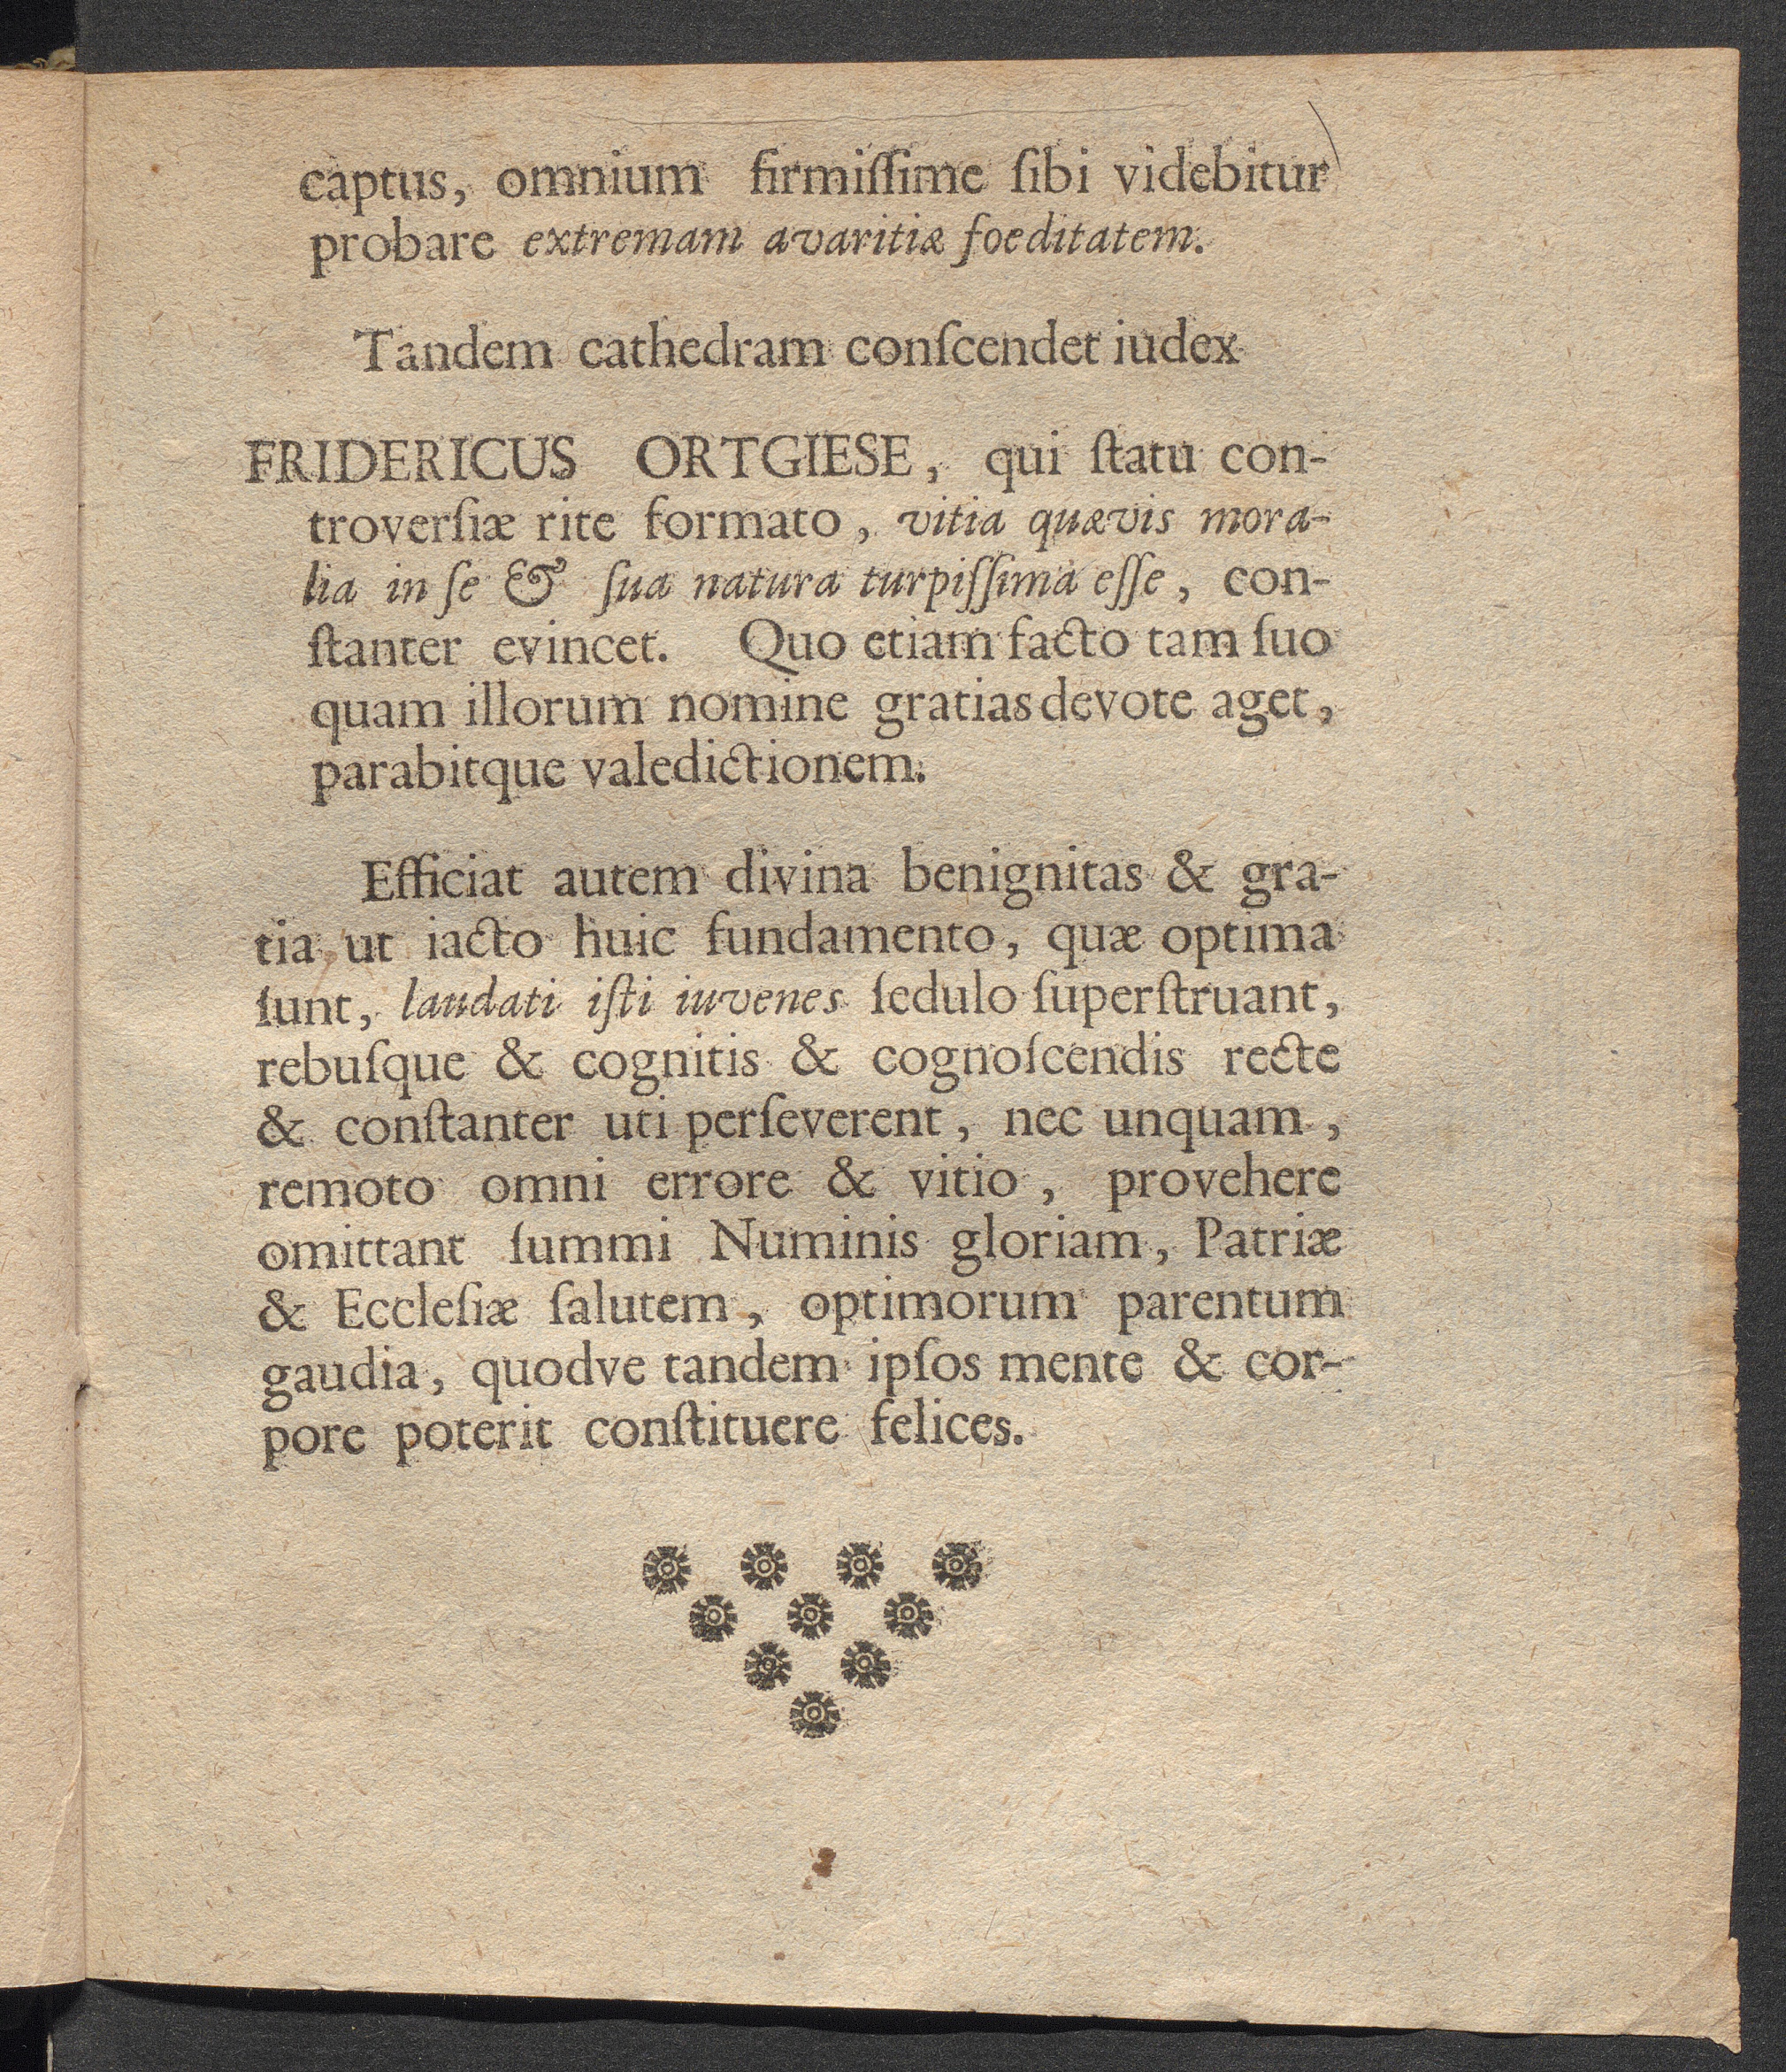 captus, omnium firmiſſime ſibi videbitur
probare extremam avaritiæ foeditatem.
Tandem cathedram conſcendet iudex
FRIDERICUS ORTGIESE, qui ſtatu con-
troverſiæ rite formato, vitia quævis mora-
lia in ſe & ſua natura turpiſſima eſſe, con-
ſtanter evincet. Quo etiam facto tam ſuo
quam illorum nomine gratias devote aget,
parabitque valedictionem.
Efficiat autem divina benignitas & gra-
tia ut iacto huic fundamento, quæ optima
ſunt, laudati iſti iuvenes ſedulo ſuperſtruant,
rebuſque & cognitis & cognoſcendis recte
& conſtanter uti perſeverent, nec unquam,
remoto omni errore & vitio, provehere
omittant ſummi Numinis gloriam, Patriæ
& Eccleſiæ ſalutem, optimorum parentum
gaudia, quodve tandem ipſos mente & cor-
pore poterit conſtituere felices.